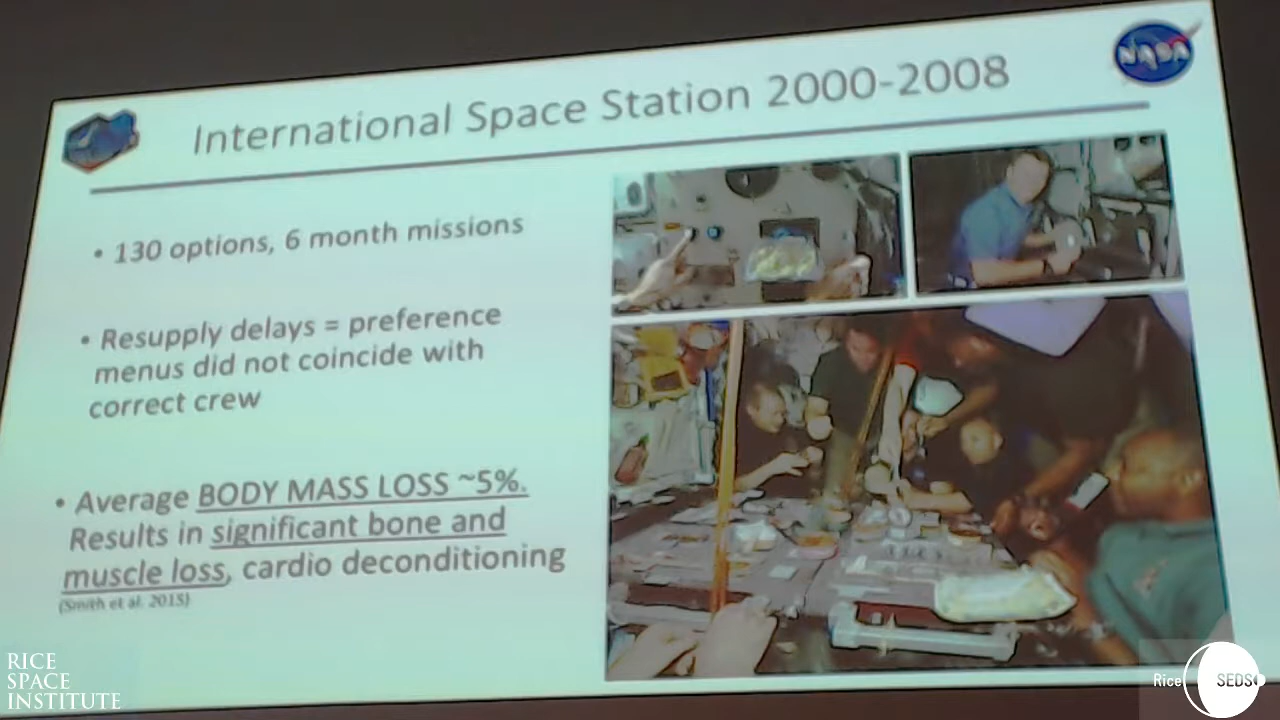 International Space Station 2000-2008
NASA
• 130 options, 6 month missions
• Resupply delays = preference
menus did not coincide with
correct crew
• Average BODY MASS LOSS ~5%.
Results in significant bone and
muscle loss, cardio deconditioning
(Smith et al. 2015)
RICE
SPACE
INSTITUTE
Rice SEDS